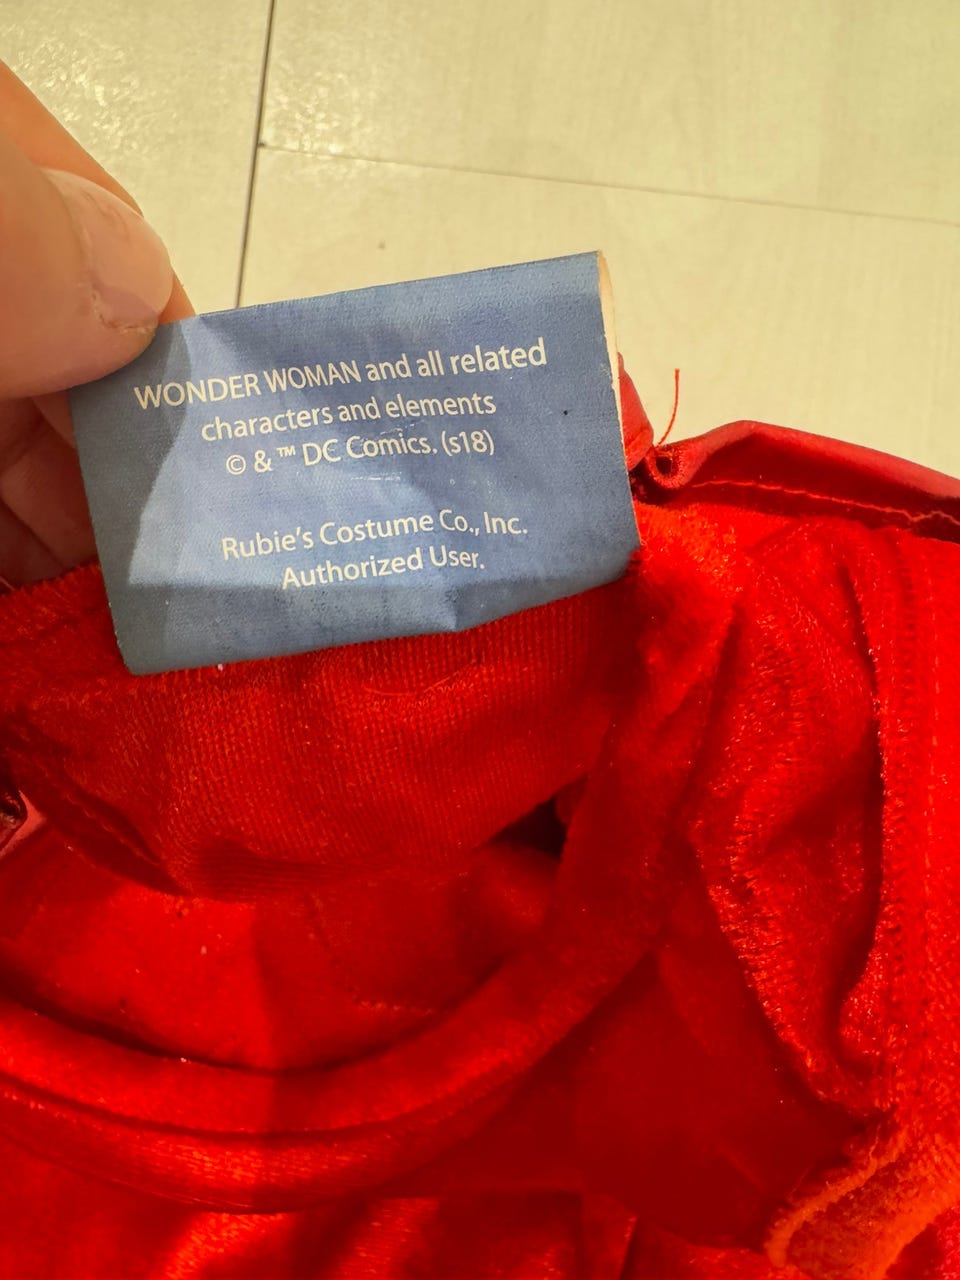 WONDER WOMAN and all related
characters and elements
© & ™ DC Comics. (s18)
Rubie's Costume Co., Inc.
Authorized User.